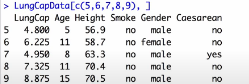 > LungCapData[c(5,6,7,8,9), ]
LungCap Age Height Smoke Gender Caesarean
5 4.800 5 56.9 no male no
6 6.225 11 58.7 no female no
7 4.950 8 63.3 no male yes
8 7.325 11 70.4 no male no
9 8.875 15 70.5 no male no